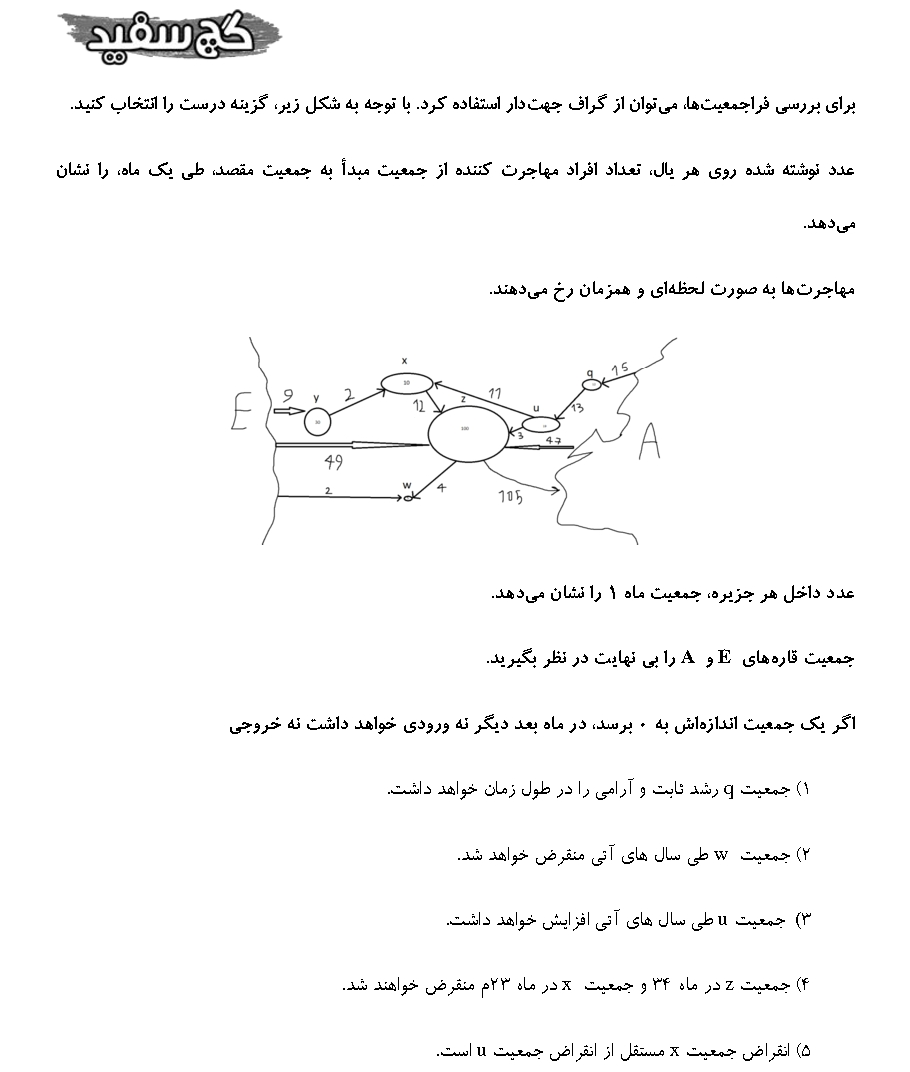 گچ سفید
برای بررسی فراجمعیت‌ها، می‌توان از گراف جهت‌دار استفاده کرد. با توجه به شکل زیر، گزینه درست را انتخاب کنید.
عدد نوشته شده روی هر یال، تعداد افراد مهاجرت کننده از جمعیت مبدأ به جمعیت مقصد، طی یک ماه، را نشان
می‌دهد.
مهاجرت‌ها به صورت لحظه‌ای و همزمان رخ می‌دهند.
x
10
q
15
E
9
y
2
12
z
11
u
13
30
100
3
47
A
49
2
w
4
105
عدد داخل هر جزیره، جمعیت ماه ۱ را نشان می‌دهد.
جمعیت قاره‌های E و A را بی نهایت در نظر بگیرید.
اگر یک جمعیت اندازه‌اش به ۰ برسد، در ماه بعد دیگر نه ورودی خواهد داشت نه خروجی
۱) جمعیت q رشد ثابت و آرامی را در طول زمان خواهد داشت.
۲) جمعیت w طی سال های آتی منقرض خواهد شد.
۳) جمعیت u طی سال های آتی افزایش خواهد داشت.
۴) جمعیت z در ماه ۳۴ و جمعیت x در ماه ۲۳م منقرض خواهند شد.
۵) انقراض جمعیت x مستقل از انقراض جمعیت u است.